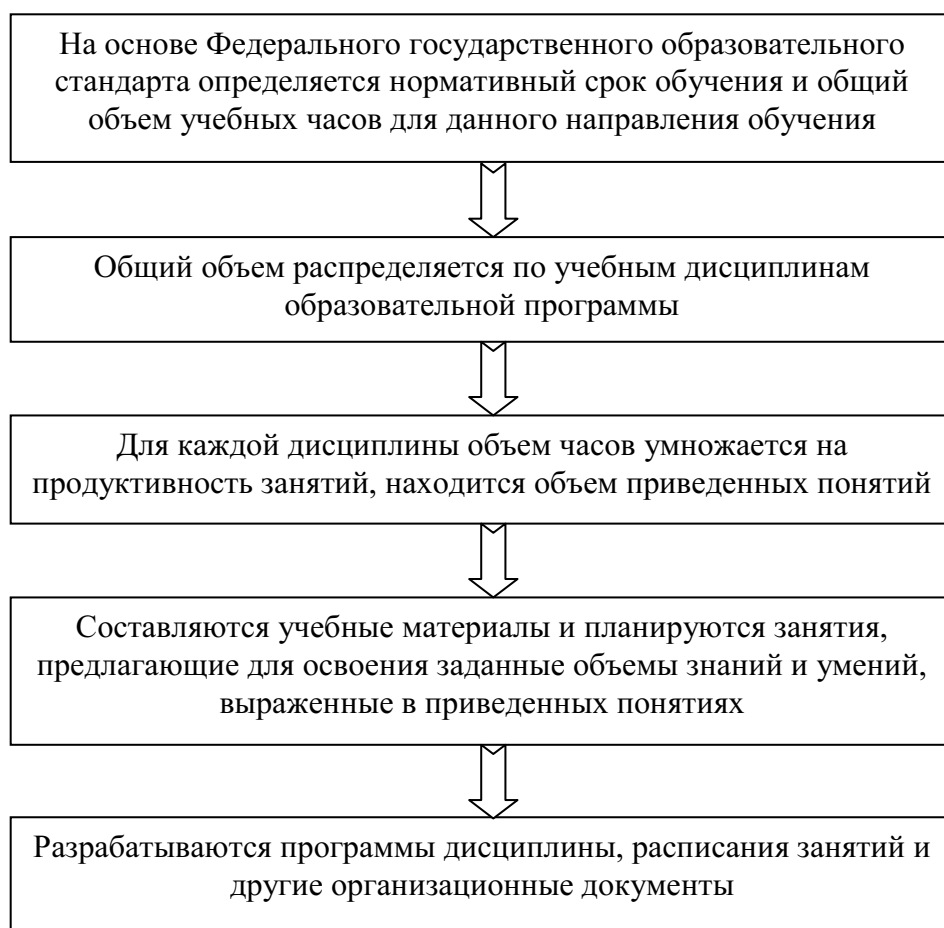 На основе Федерального государственного образовательного
стандарта определяется нормативный срок обучения и общий
объем учебных часов для данного направления обучения
Общий объем распределяется по учебным дисциплинам
образовательной программы
Для каждой дисциплины объем часов умножается на
продуктивность занятий, находится объем приведенных понятий
Составляются учебные материалы и планируются занятия,
предлагающие для освоения заданные объемы знаний и умений,
выраженные в приведенных понятиях
Разрабатываются программы дисциплины, расписания занятий и
другие организационные документы